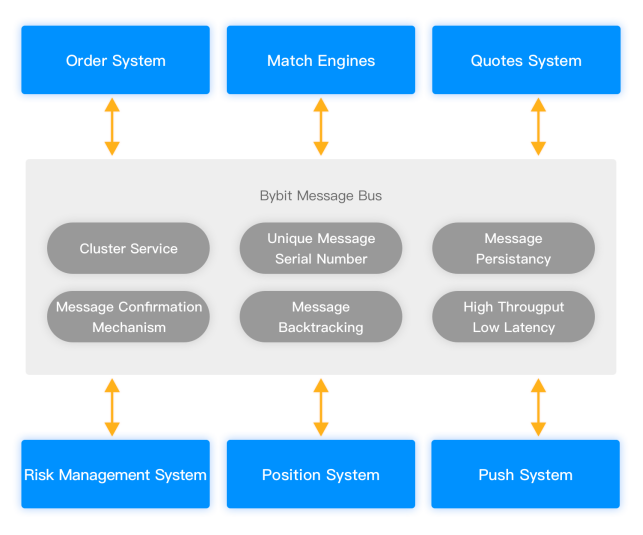 Order System
Match Engines
Quotes System
Bybit Message Bus
Cluster Service
Unique Message
Serial Number
Message
Persistancy
Message Confirmation
Mechanism
Message
Backtracking
High Througput
Low Latency
Risk Management System
Position System
Push System